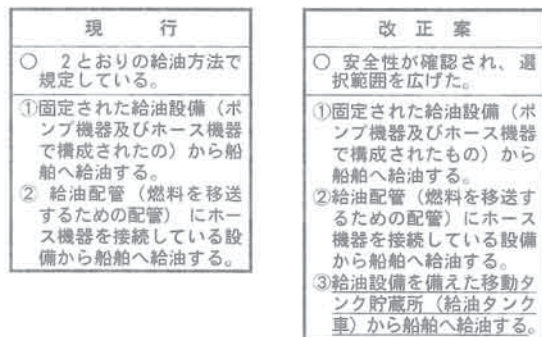 現　行
○ 2とおりの給油方法で
規定している。
①固定された給油設備（ポ
ンプ機器及びホース機器
で構成されたの）から船
舶へ給油する。
② 給油配管（燃料を移送
するための配管） にホー
ス機器を接続している設
備から船舶へ給油する。
改 正 案
○ 安全性が確認され、選
択範囲を広げた。
①固定された給油設備（ポ
ンプ機器及びホース機器
で構成されたもの）から
船舶へ給油する。
②給油配管（燃料を移送す
るための配管）にホース
機器を接続している設備
から船舶へ給油する。
③給油設備を備えた移動タ
ンク貯蔵所（給油タンク
車）から船舶へ給油する。